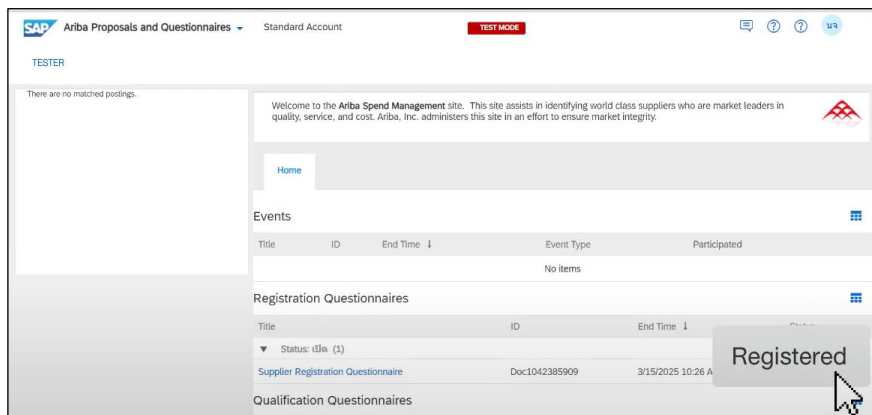 SAP Ariba Proposals and Questionnaires Standard Account TEST MODE นจ
TESTER
There are no matched postings.
Welcome to the Ariba Spend Management site. This site assists in identifying world class suppliers who are market leaders in
quality, service, and cost. Ariba, Inc. administers this site in an effort to ensure market integrity.
Home
Events
Title ID End Time ↓ Event Type Participated
No items
Registration Questionnaires
Title ID End Time ↓ Status
▼ Status: เปิด (1)
Supplier Registration Questionnaire Doc1042385909 3/15/2025 10:26 A Registered
Qualification Questionnaires